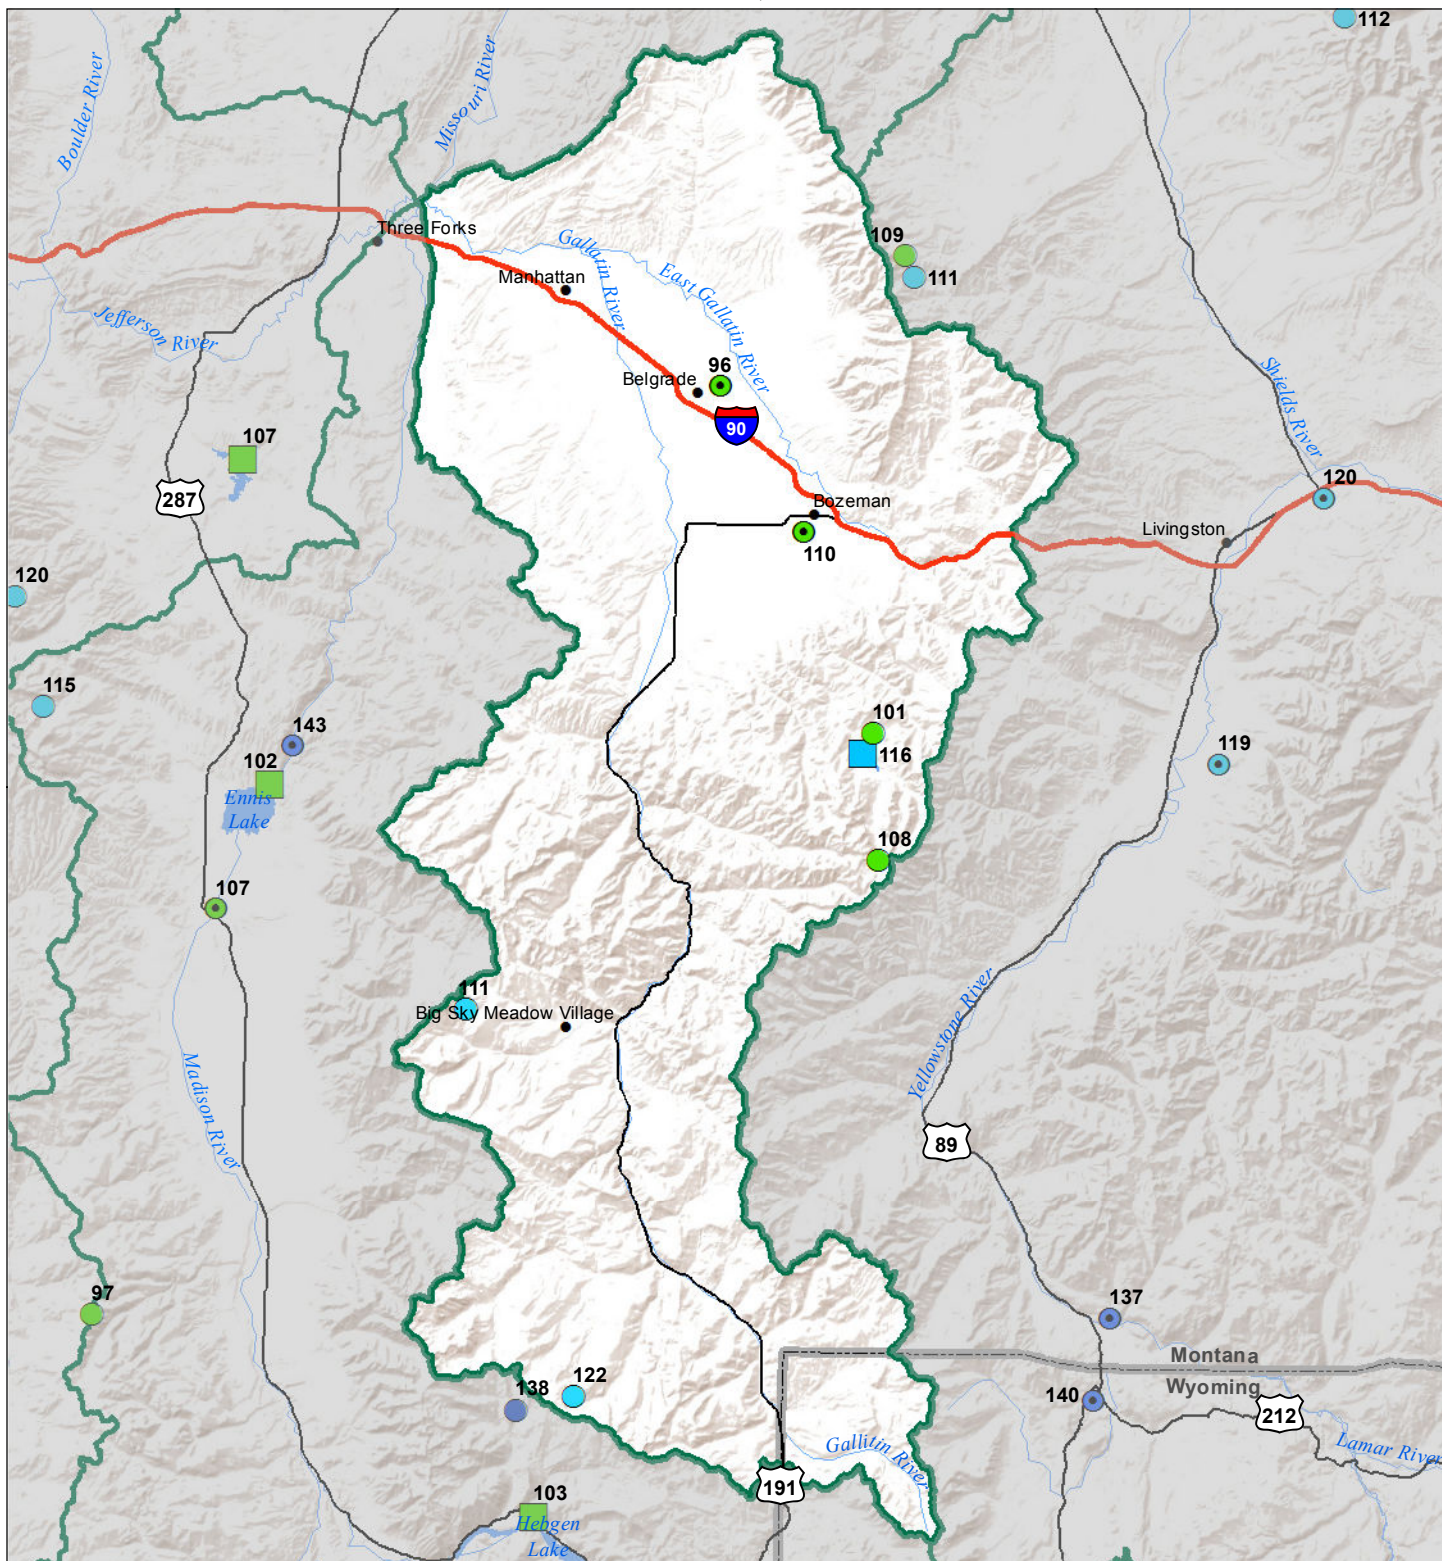 112
Boulder River
Missouri River
Three Forks
Gallatin River
109
East Gallatin River
Manhattan
111
Jefferson River
96
Belgrade
Shields River
90
107
287
120
Bozeman
Livingston
110
120
115
101
143
116
119
102
Ennis
Lake
108
107
111
Yellowstone River
Big Sky Meadow Village
Madison River
89
97
137
Montana
Wyoming
122
138
140
212
Gallitin River
Lamar River
191
103
Hebgen
Lake